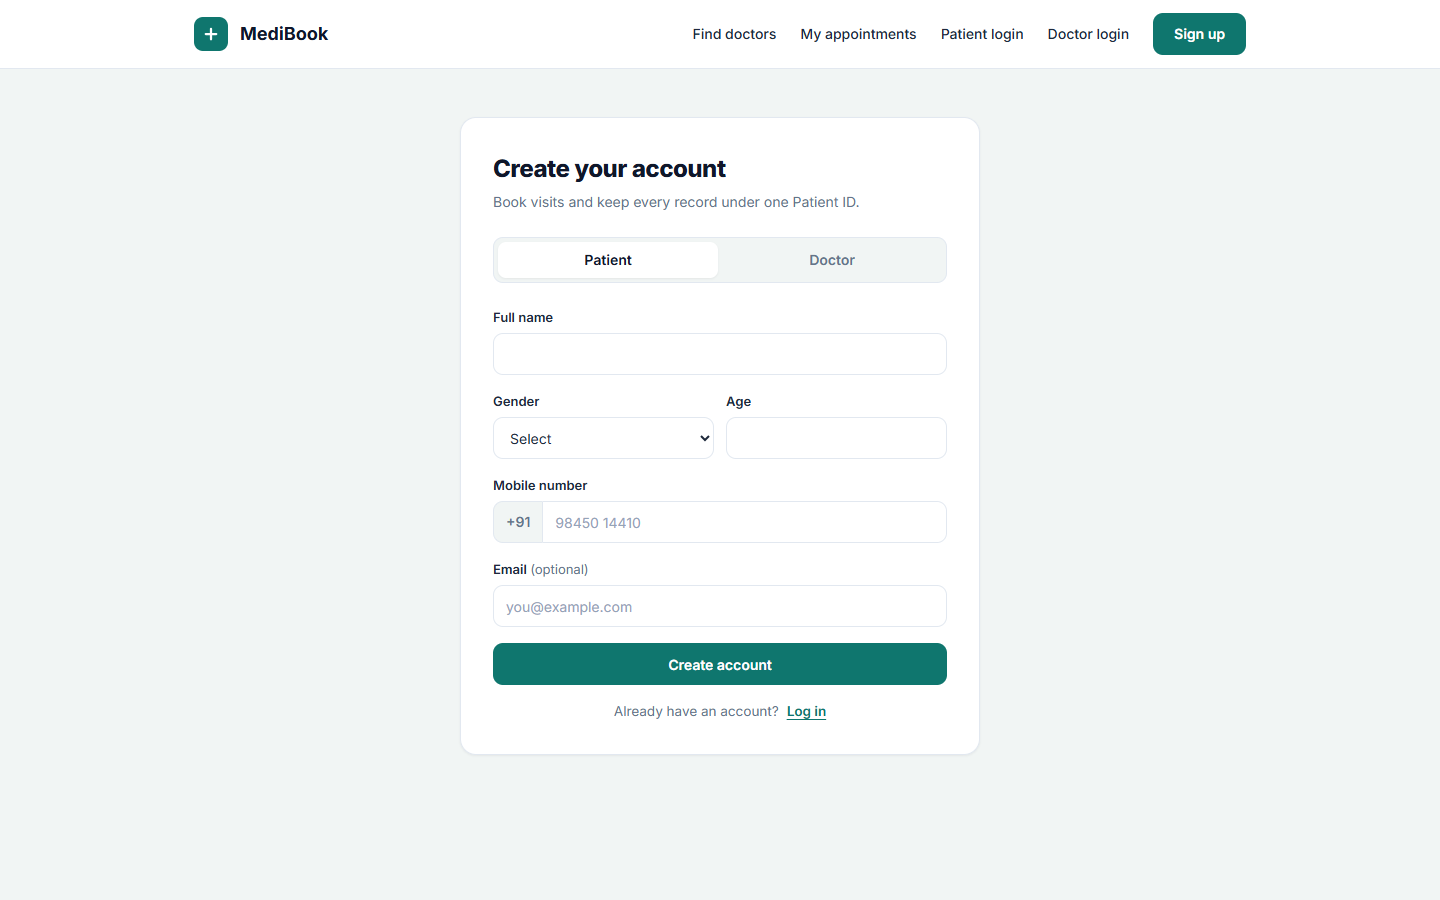 MediBook
Find doctors My appointments Patient login Doctor login Sign up
Create your account
Book visits and keep every record under one Patient ID.
Patient Doctor
Full name
Gender Age
Select
Mobile number
+91 98450 14410
Email (optional)
you@example.com
Create account
Already have an account? Log in